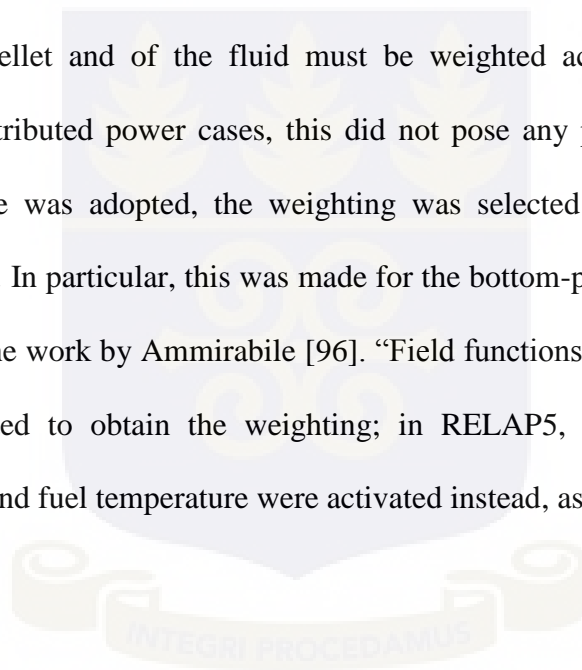 ellet and of the fluid must be weighted ac
tributed power cases, this did not pose any
e was adopted, the weighting was selected
In particular, this was made for the bottom-p
ne work by Ammirabile [96]. “Field functions
ed to obtain the weighting; in RELAP5,
nd fuel temperature were activated instead, as
INTEGRI PROCEDAMUS